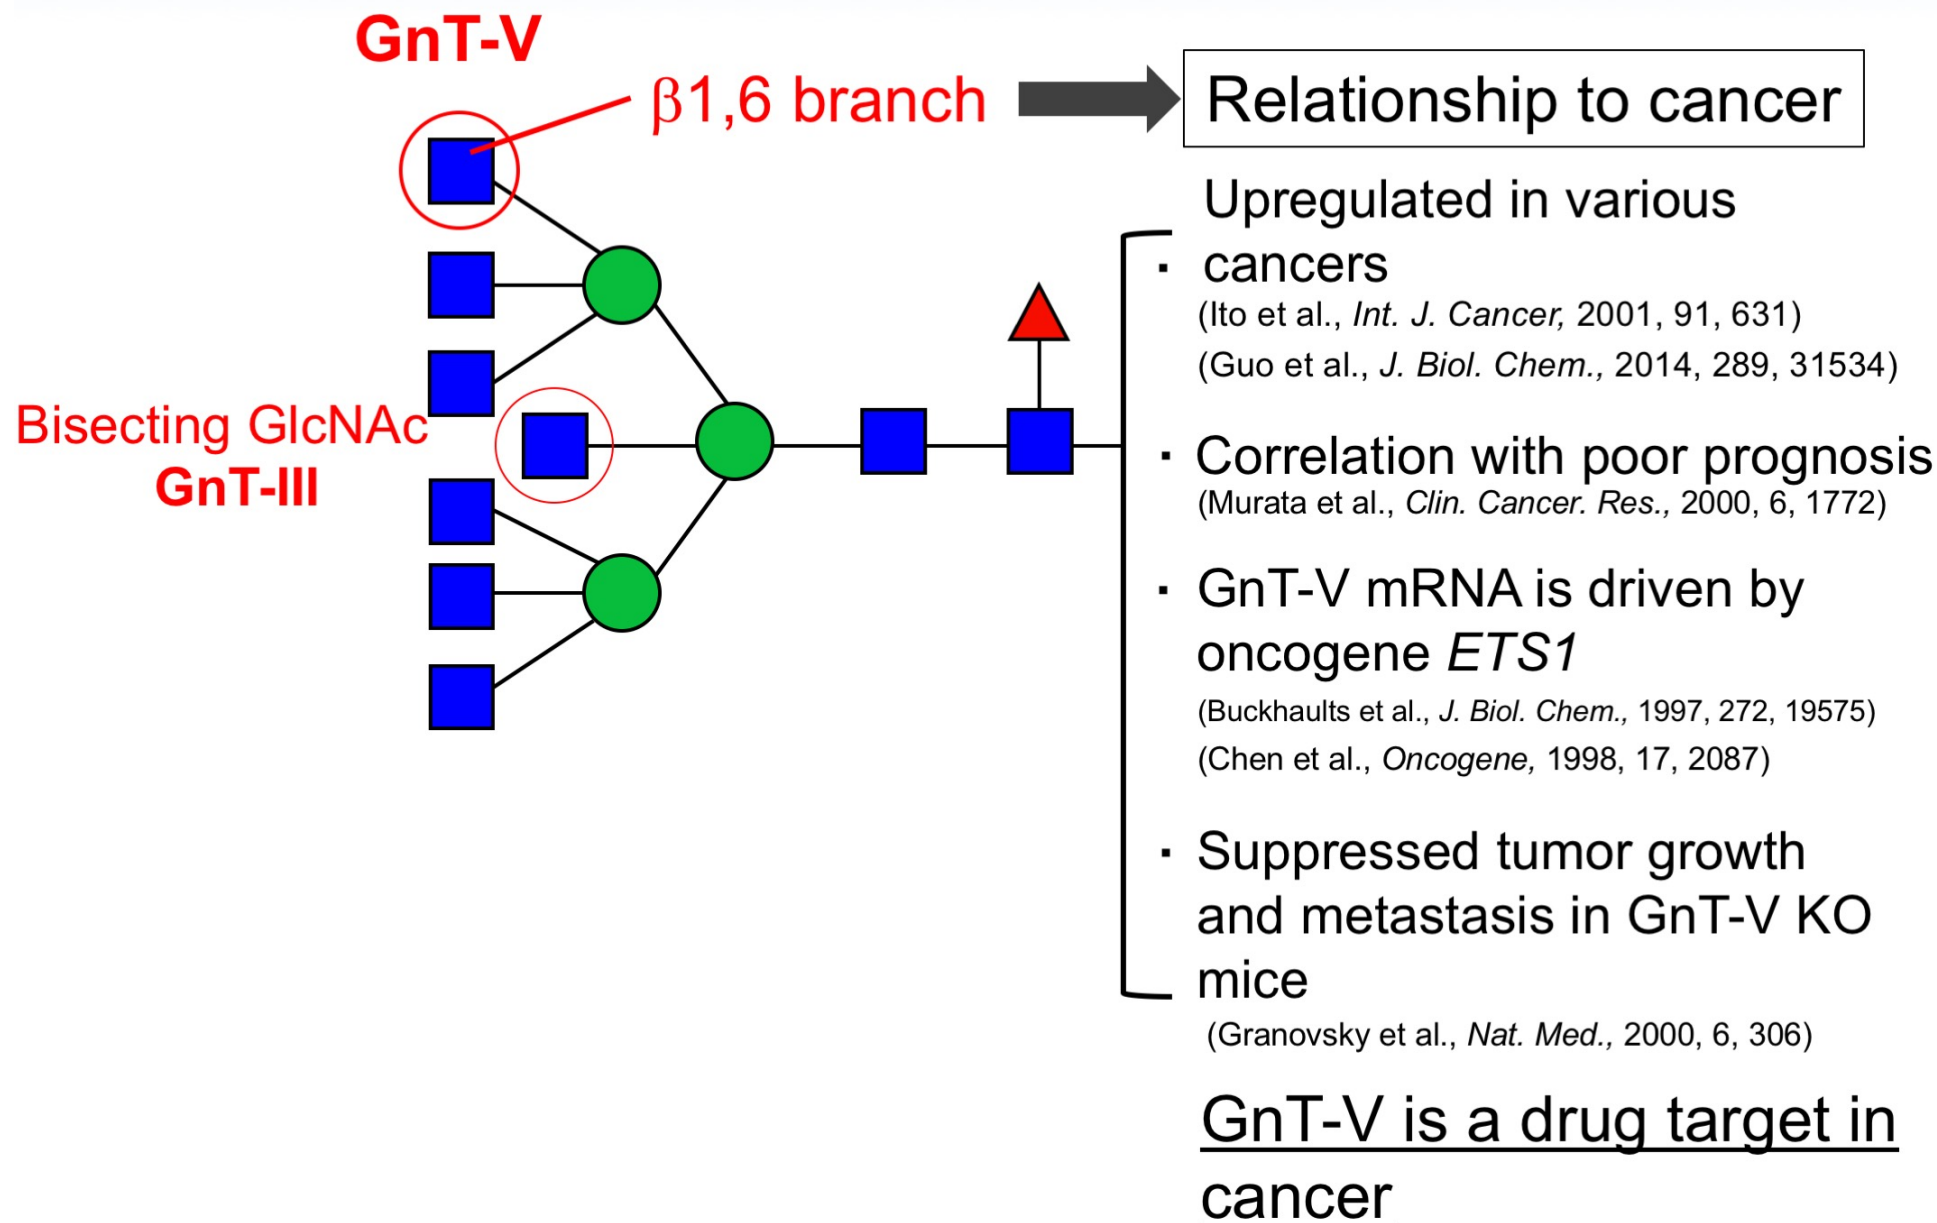 GnT-V
β1,6 branch
Relationship to cancer
Bisecting GlcNAc
GnT-III
Upregulated in various
· cancers
(Ito et al., Int. J. Cancer, 2001, 91, 631)
(Guo et al., J. Biol. Chem., 2014, 289, 31534)
· Correlation with poor prognosis
(Murata et al., Clin. Cancer. Res., 2000, 6, 1772)
· GnT-V mRNA is driven by
oncogene ETS1
(Buckhaults et al., J. Biol. Chem., 1997, 272, 19575)
(Chen et al., Oncogene, 1998, 17, 2087)
· Suppressed tumor growth
and metastasis in GnT-V KO
mice
(Granovsky et al., Nat. Med., 2000, 6, 306)
GnT-V is a drug target in
cancer